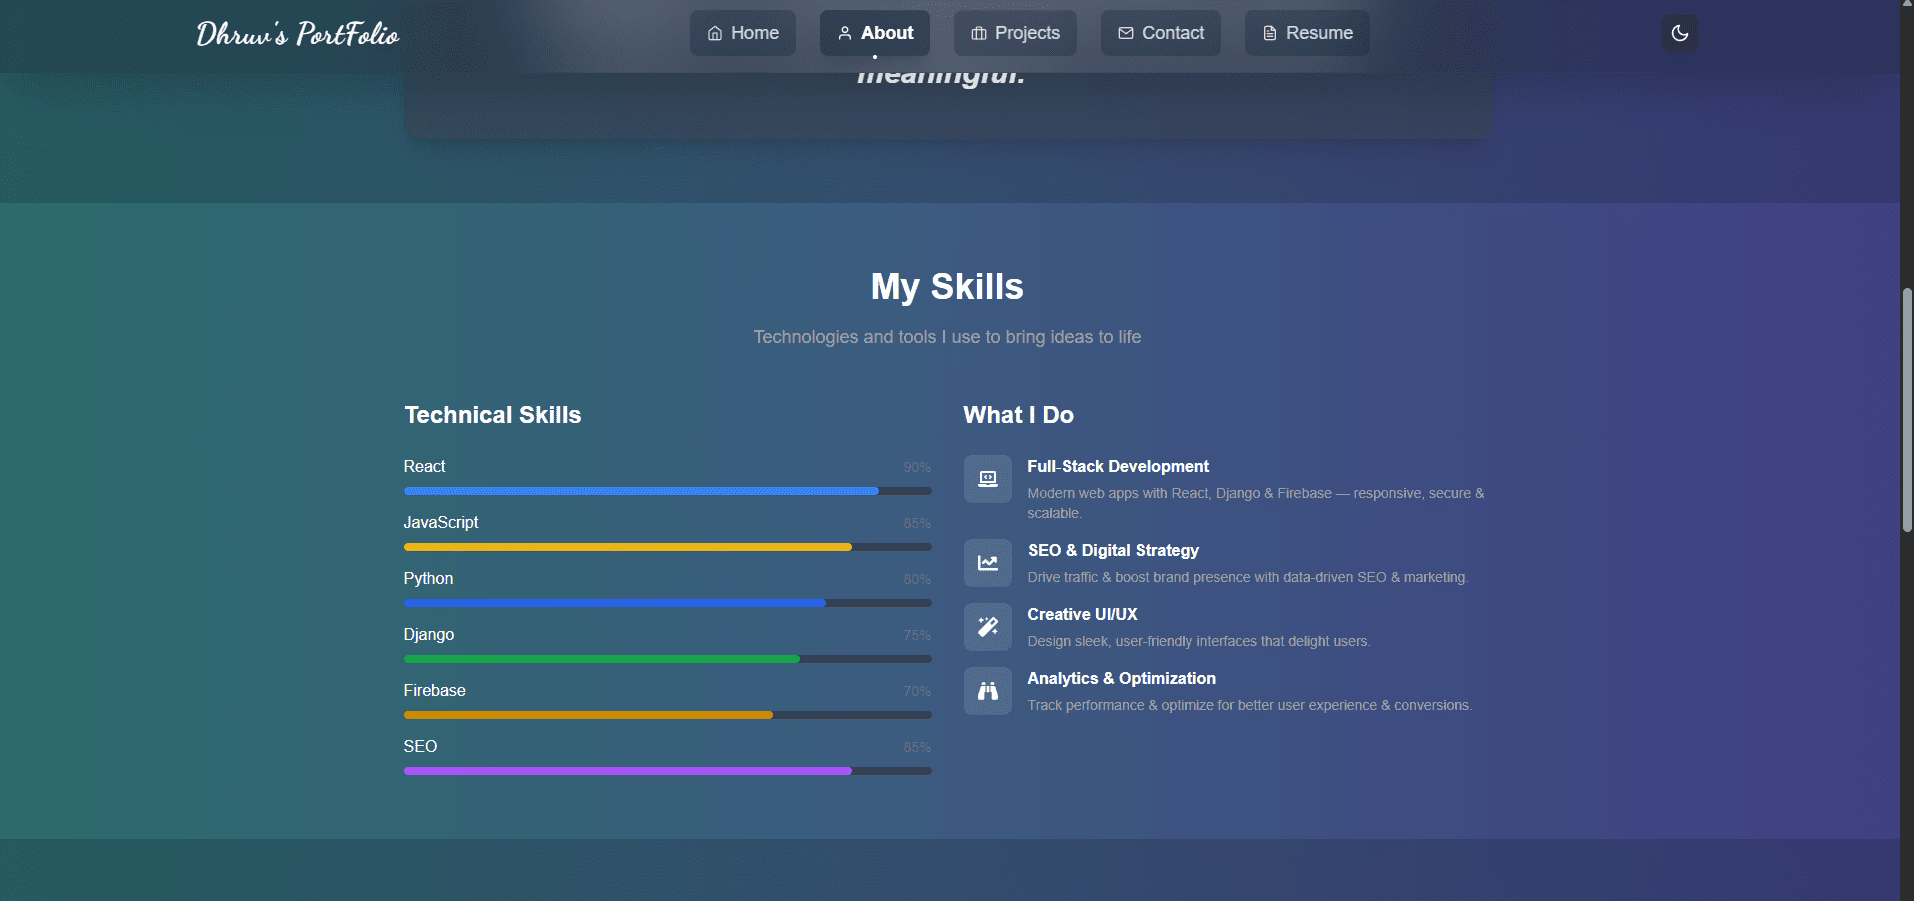 Dhruv's PortFolio
Home
About
Projects
Contact
Resume
meaningful.
My Skills
Technologies and tools I use to bring ideas to life
Technical Skills
React
90%
JavaScript
85%
Python
80%
Django
75%
Firebase
70%
SEO
85%
What I Do
Full-Stack Development
Modern web apps with React, Django & Firebase — responsive, secure &
scalable.
SEO & Digital Strategy
Drive traffic & boost brand presence with data-driven SEO & marketing.
Creative UI/UX
Design sleek, user-friendly interfaces that delight users.
Analytics & Optimization
Track performance & optimize for better user experience & conversions.